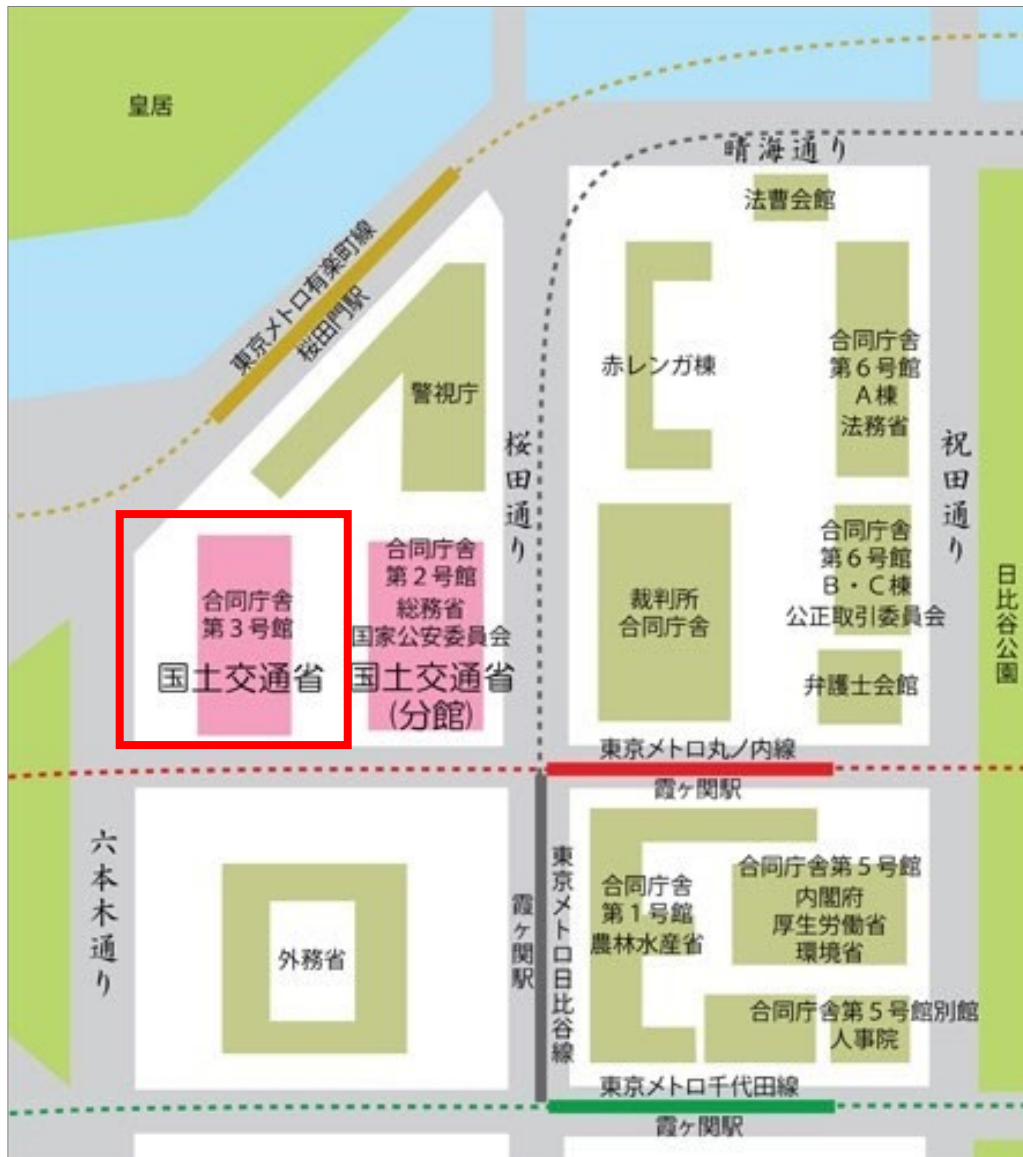 皇居
晴海通り
法曹会館
東京メトロ有楽町線
桜田門駅
警視庁
赤レンガ棟
合同庁舎
第6号館
A棟
法務省
桜田通り
祝田通り
合同庁舎
第3号館
国土交通省
合同庁舎
第2号館
総務省
国家公安委員会
国土交通省
(分館)
裁判所
合同庁舎
合同庁舎
第6号館
B・C棟
公正取引委員会
弁護士会館
日比谷公園
東京メトロ丸ノ内線
霞ヶ関駅
六本木通り
外務省
霞ヶ関駅
東京メトロ日比谷線
合同庁舎
第1号館
農林水産省
合同庁舎第5号館
内閣府
厚生労働省
環境省
合同庁舎第5号館別館
人事院
東京メトロ千代田線
霞ヶ関駅